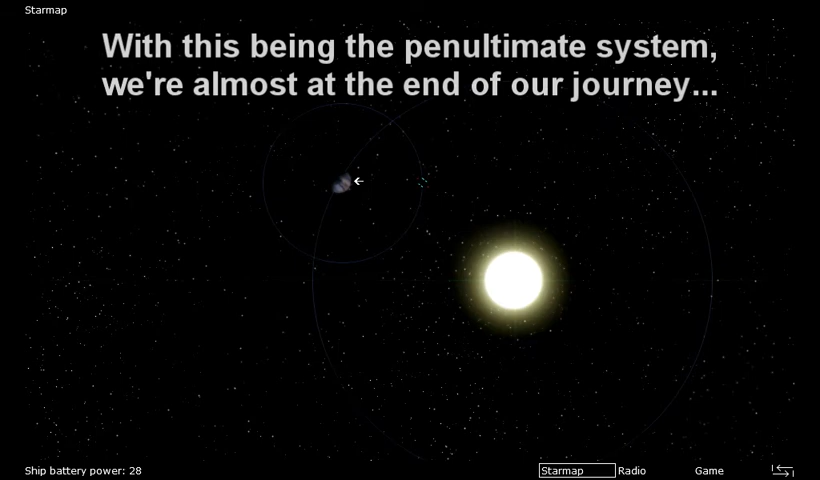 Starmap
With this being the penultimate system,
we're almost at the end of our journey...
Ship battery power: 28
Starmap Radio Game